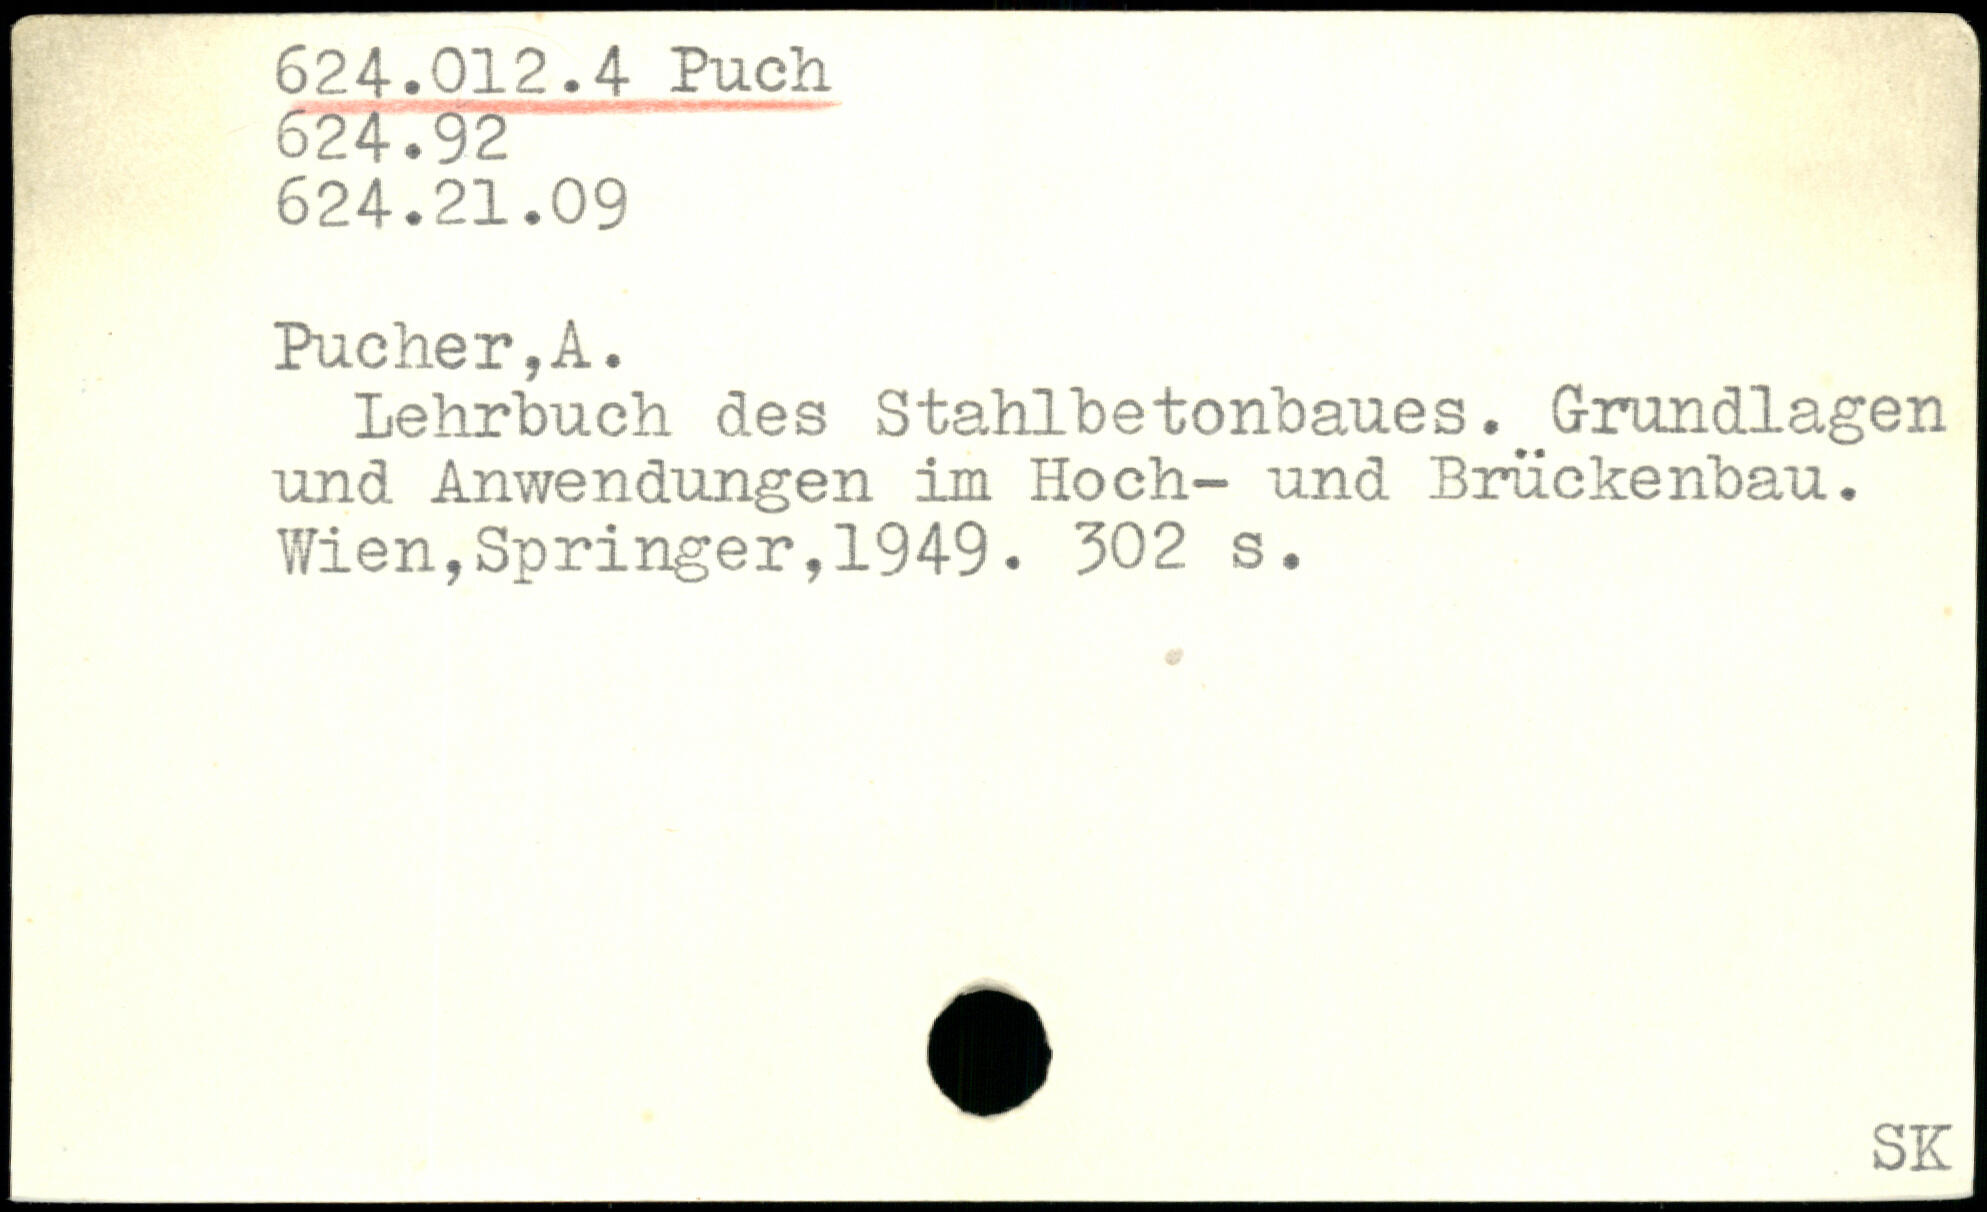 624.012.4 Puch
624.92
624.21.09
Pucher,A.
Lehrbuch des Stahlbetonbaues. Grundlagen
und Anwendungen im Hoch- und Brückenbau.
Wien,Springer,1949. 302 s.
SK